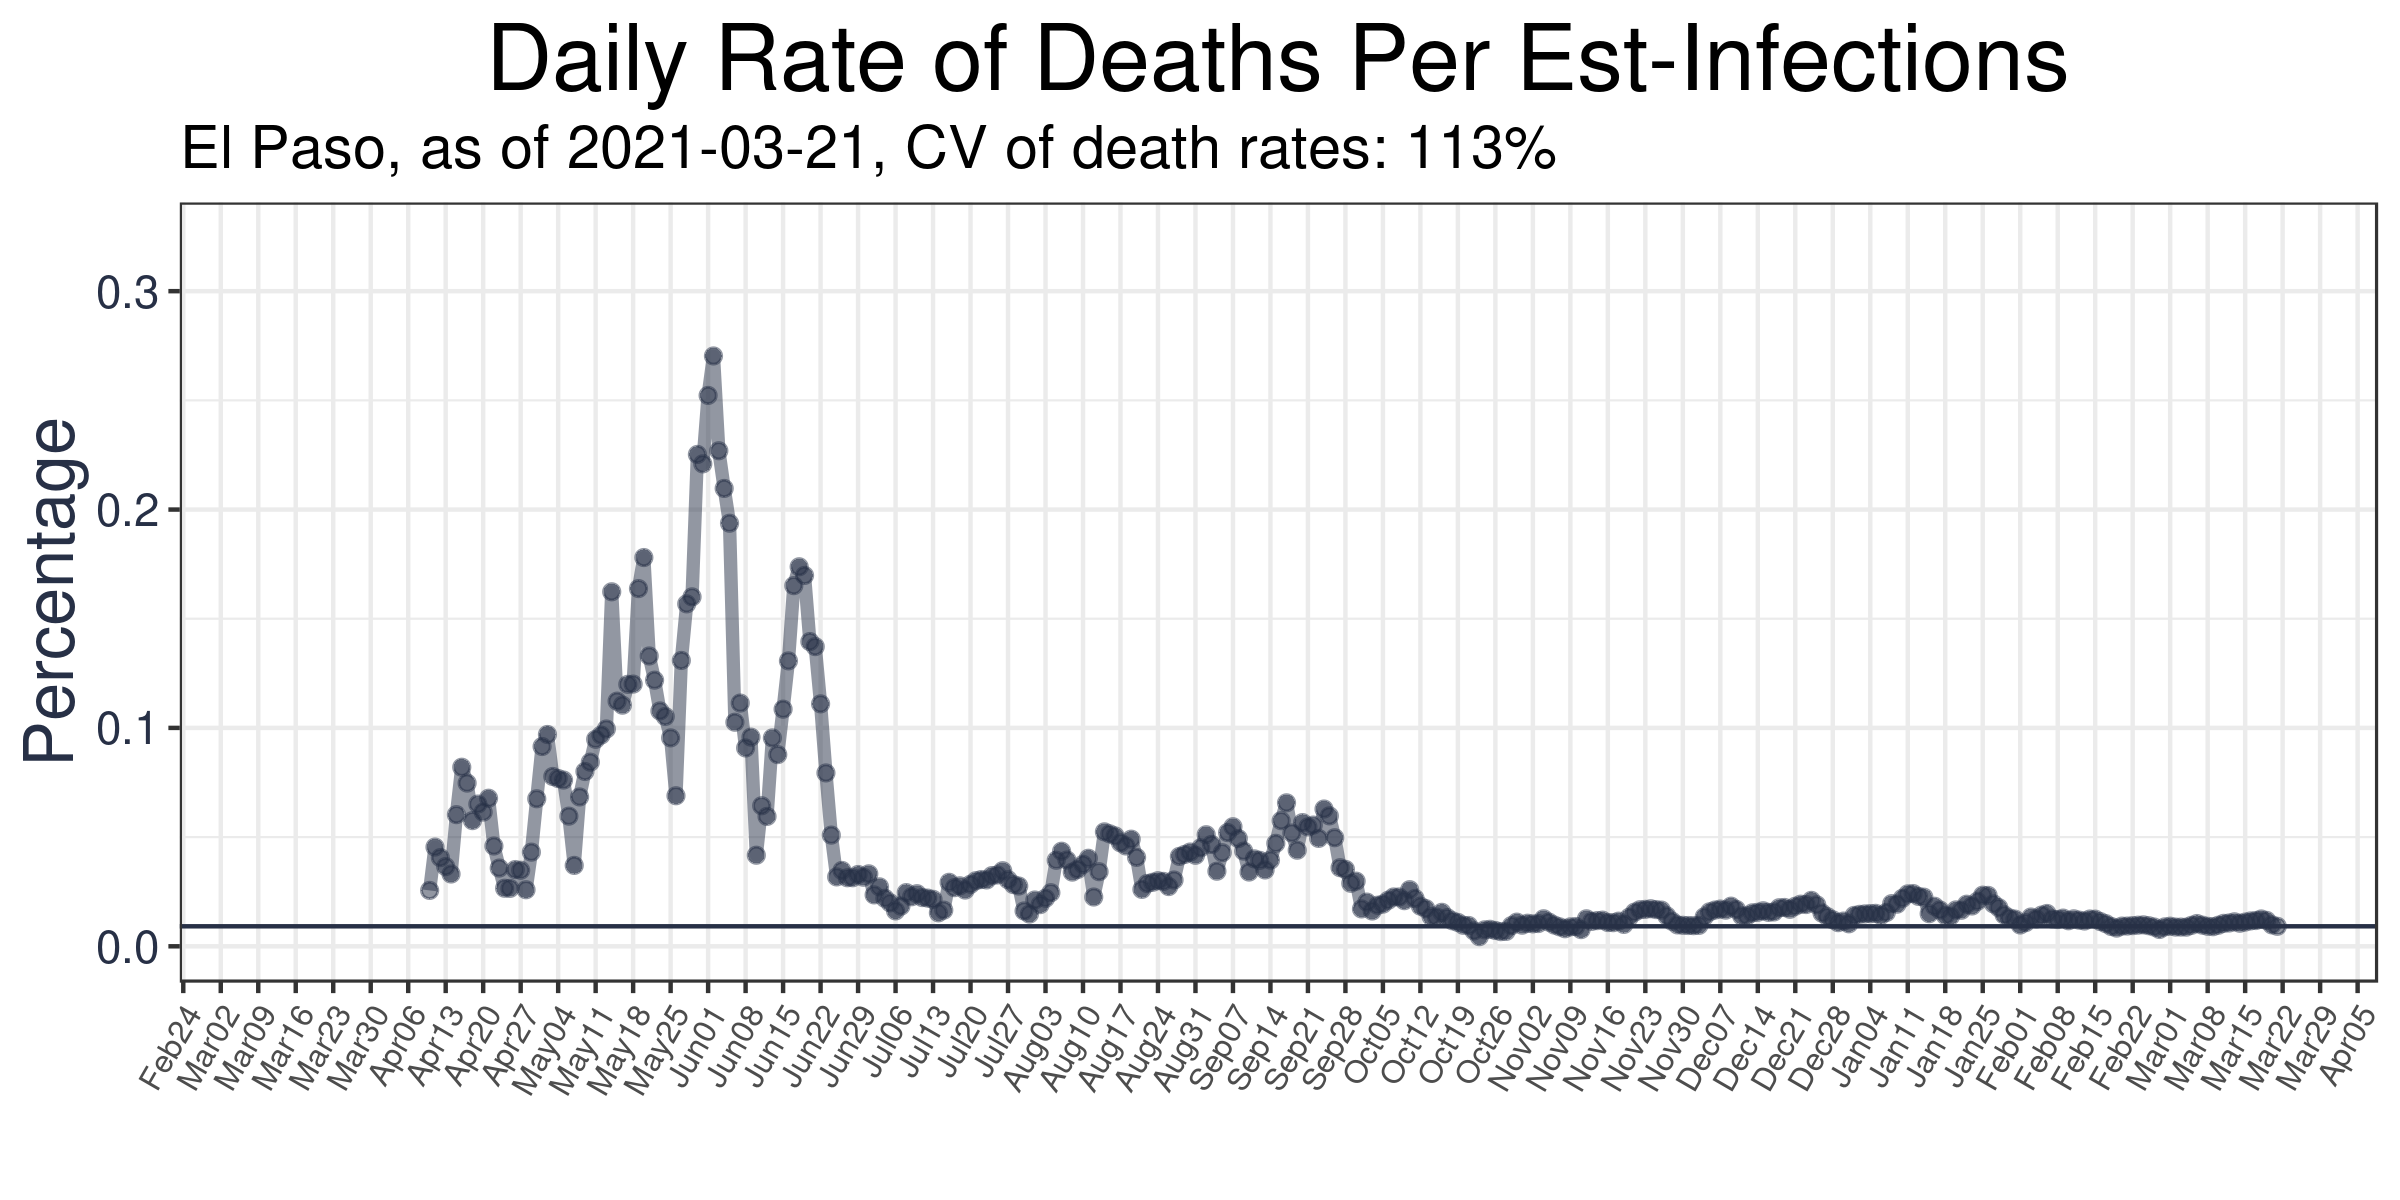 Daily Rate of Deaths Per Est-Infections
El Paso, as of 2021-03-21, CV of death rates: 113%
Percentage
0.3
0.2
0.1
0.0
Feb24
Mar02
Mar09
Mar16
Mar23
Mar30
Apr06
Apr13
Apr20
Apr27
May04
May11
May18
May25
Jun01
Jun08
Jun15
Jun22
Jun29
Jul06
Jul13
Jul20
Jul27
Aug03
Aug10
Aug17
Aug24
Aug31
Sep07
Sep14
Sep21
Sep28
Oct05
Oct12
Oct19
Oct26
Nov02
Nov09
Nov16
Nov23
Nov30
Dec07
Dec14
Dec21
Dec28
Jan04
Jan11
Jan18
Jan25
Feb01
Feb08
Feb15
Feb22
Mar01
Mar08
Mar15
Mar22
Mar29
Apr05